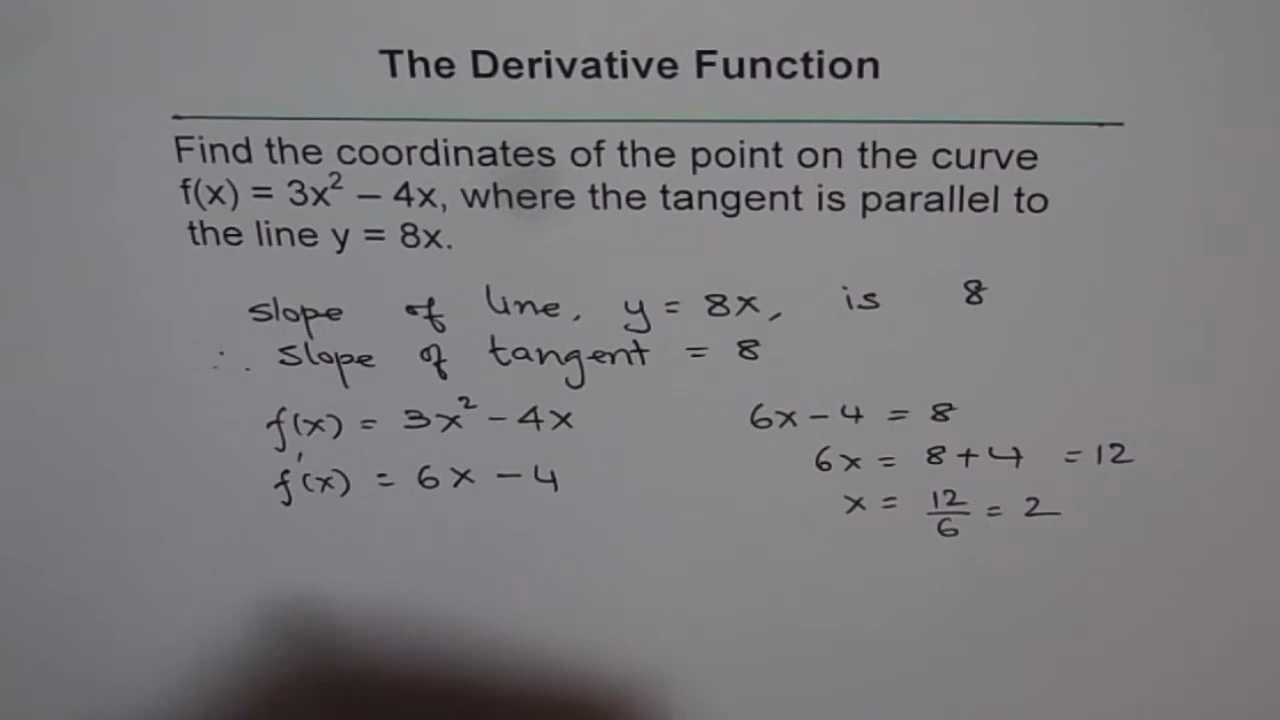 The Derivative Function
Find the coordinates of the point on the curve
f(x) = 3x² – 4x, where the tangent is parallel to
the line y = 8x.
slope of line, y = 8x, is 8
∴ slope of tangent = 8
f(x) = 3x² - 4x
f'(x) = 6x - 4
6x - 4 = 8
6x = 8 + 4 = 12
x = 12/6 = 2